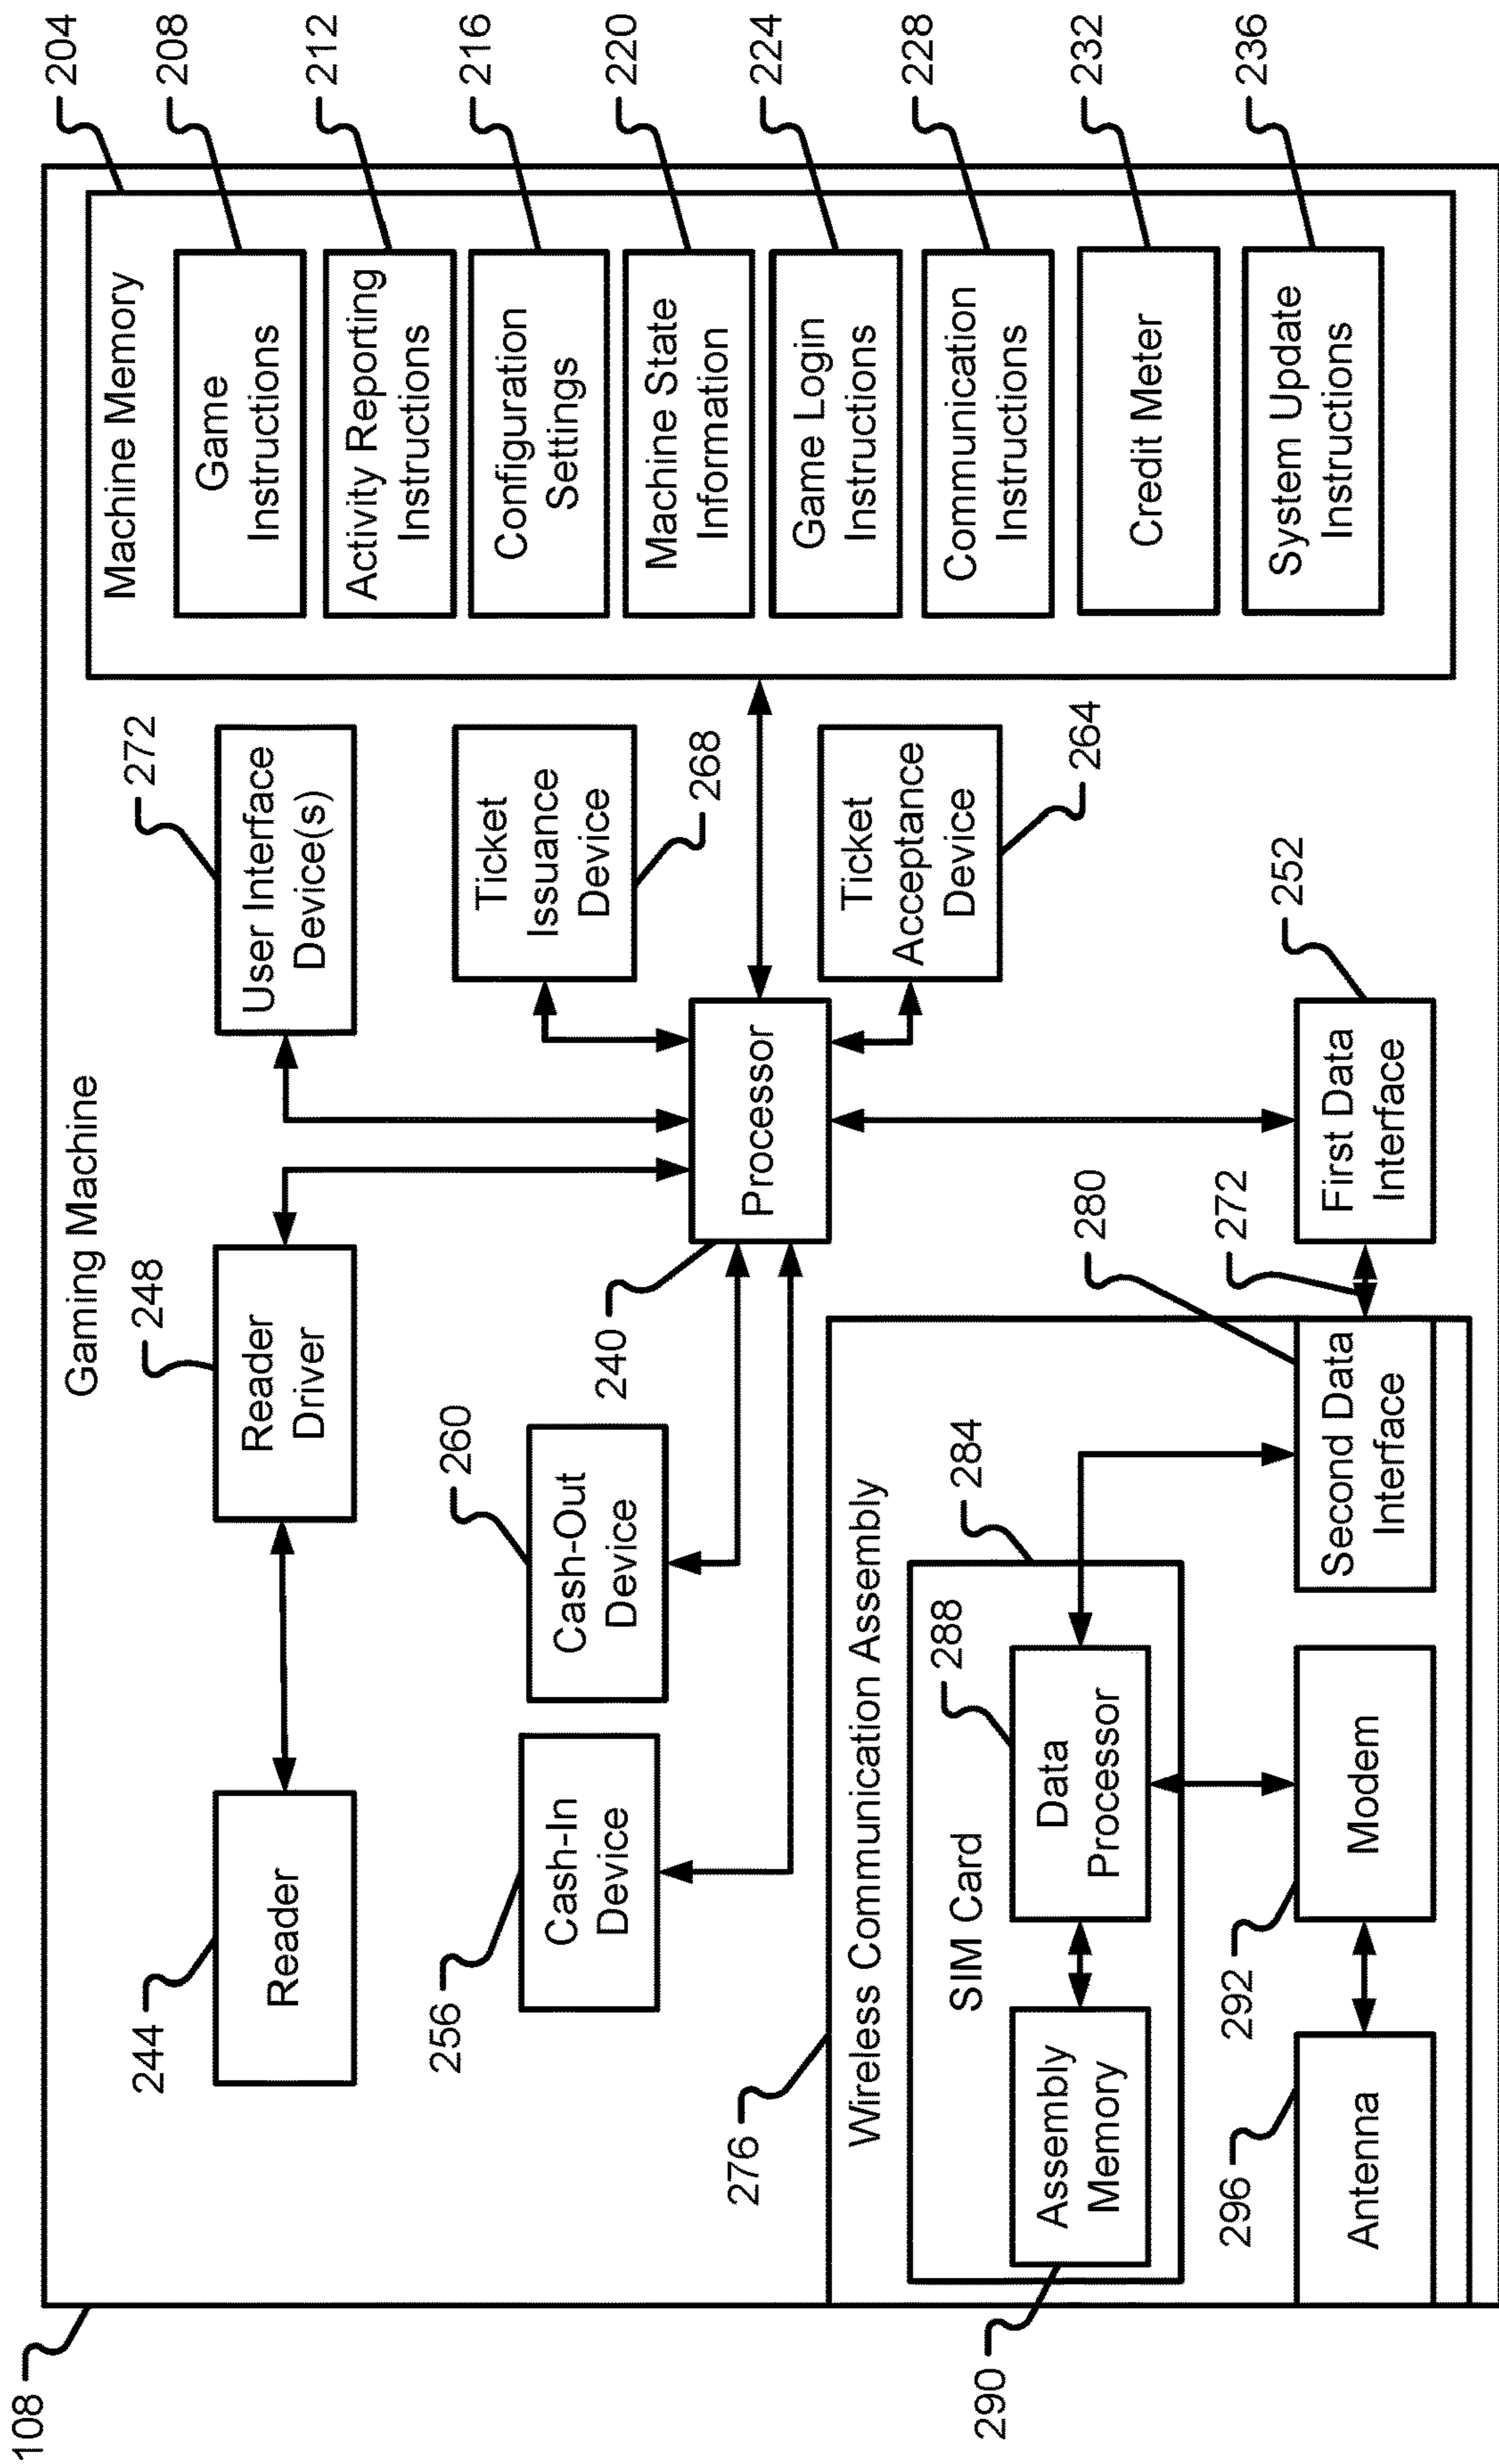 108
Gaming Machine
204
Machine Memory
208
Game
Instructions
212
Activity Reporting
Instructions
216
Configuration
Settings
220
Machine State
Information
224
Game Login
Instructions
228
Communication
Instructions
232
Credit Meter
236
System Update
Instructions
244
Reader
248
Reader
Driver
272
User Interface
Device(s)
256
Cash-In
Device
260
Cash-Out
Device
268
Ticket
Issuance
Device
240
Processor
264
Ticket
Acceptance
Device
276
Wireless Communication Assembly
284
SIM Card
290
Assembly
Memory
288
Data
Processor
280
Second Data
Interface
272
252
First Data
Interface
292
Modem
296
Antenna